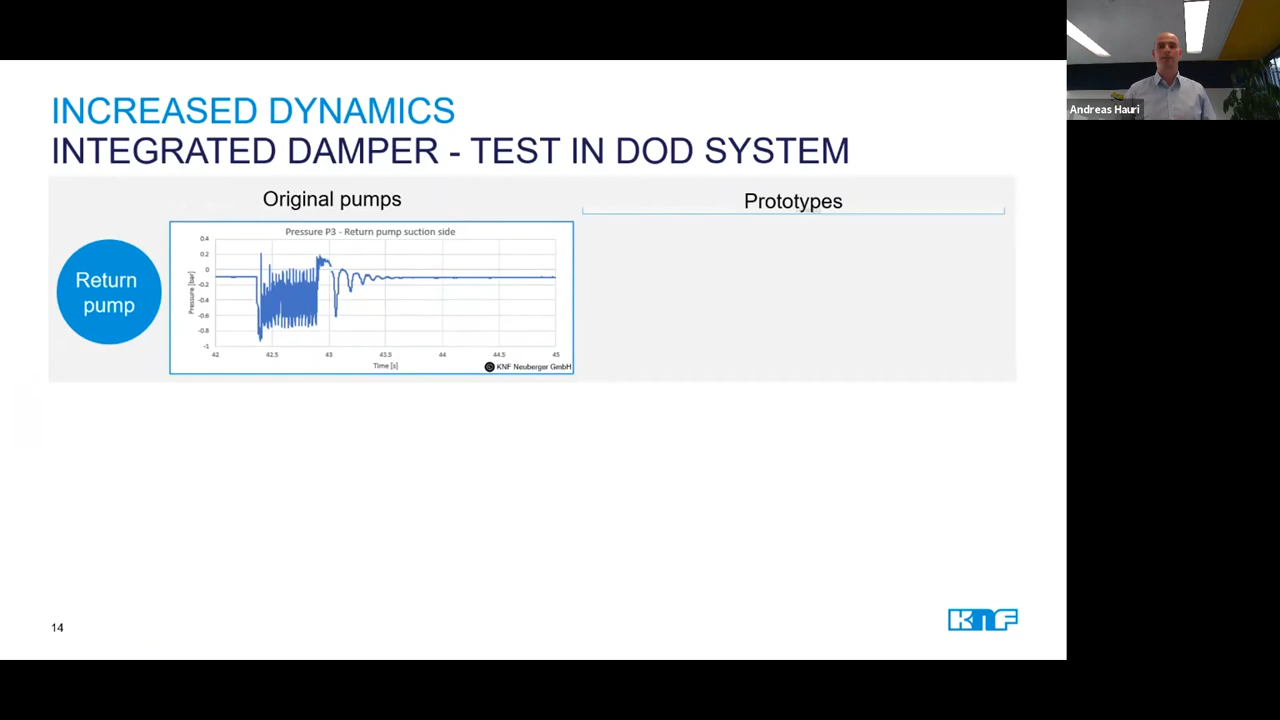 Andreas Hauri
INCREASED DYNAMICS
INTEGRATED DAMPER - TEST IN DOD SYSTEM
Original pumps
Prototypes
Return
pump
Pressure P3 - Return pump suction side
Pressure [bar]
0.4
0.2
0
-0.2
-0.4
-0.6
-0.8
-1
42 42.5 43 43.5 44 44.5 45
Time [s]
© KNF Neuberger GmbH
14
KNF